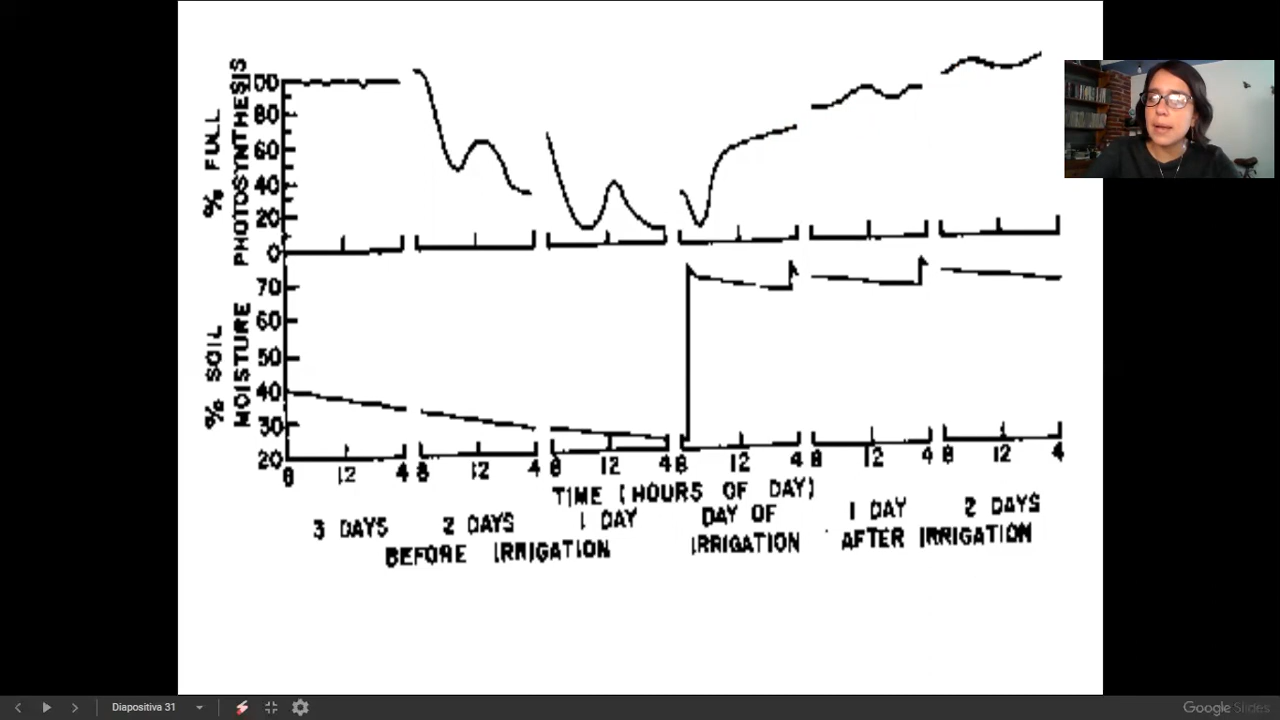 % FULL
PHOTOSYNTHESIS
100
80
60
40
20
0
% SOIL
MOISTURE
70
60
50
40
30
20
8 12 4 8 12 4 8 12 4 8 12 4 8 12 4 8 12 4
TIME (HOURS OF DAY)
3 DAYS 2 DAYS 1 DAY DAY OF 1 DAY 2 DAYS
BEFORE IRRIGATION IRRIGATION AFTER IRRIGATION
Diapositiva 31
Google Slides